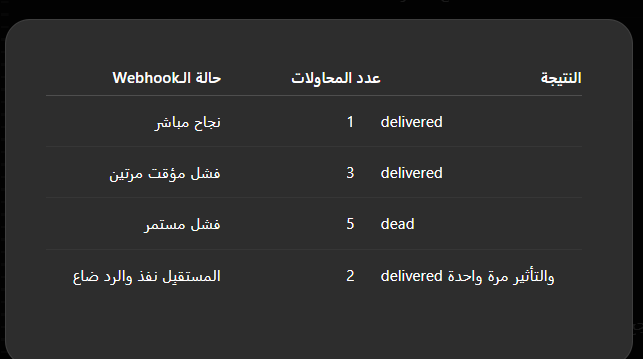 حالة الـWebhook عدد المحاولات النتيجة
نجاح مباشر 1 delivered
فشل مؤقت مرتين 3 delivered
فشل مستمر 5 dead
المستقبِل نفذ والرد ضاع 2 delivered والتأثير مرة واحدة